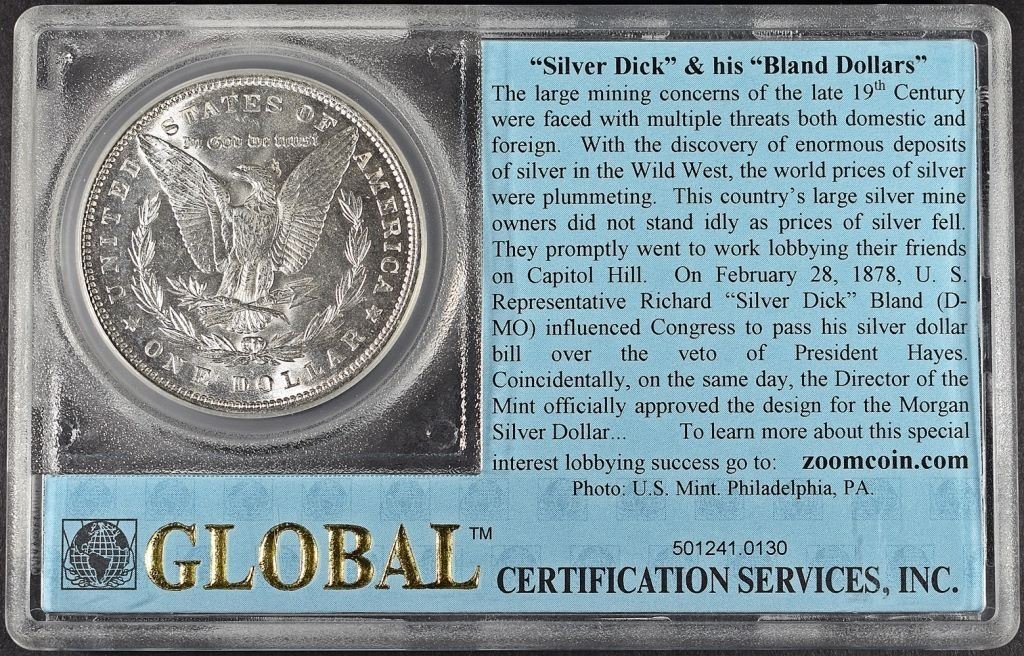 UNITED STATES OF AMERICA
In God we trust
ONE DOLLAR
“Silver Dick” & his “Bland Dollars”
The large mining concerns of the late 19th Century
were faced with multiple threats both domestic and
foreign. With the discovery of enormous deposits
of silver in the Wild West, the world prices of silver
were plummeting. This country’s large silver mine
owners did not stand idly as prices of silver fell.
They promptly went to work lobbying their friends
on Capitol Hill. On February 28, 1878, U. S.
Representative Richard “Silver Dick” Bland (D-
MO) influenced Congress to pass his silver dollar
bill over the veto of President Hayes.
Coincidentally, on the same day, the Director of the
Mint officially approved the design for the Morgan
Silver Dollar... To learn more about this special
interest lobbying success go to: zoomcoin.com
Photo: U.S. Mint. Philadelphia, PA.
GLOBAL™
501241.0130
CERTIFICATION SERVICES, INC.